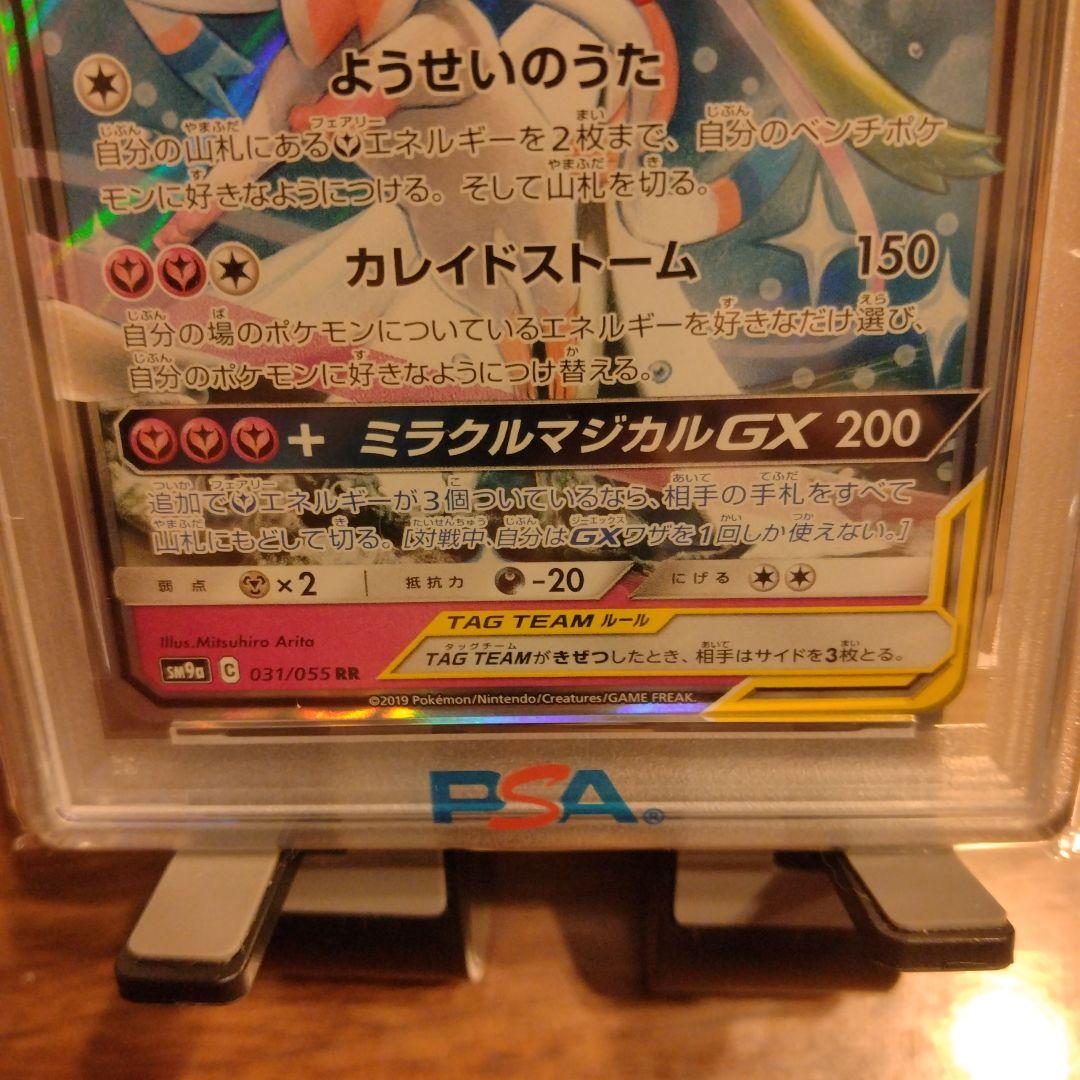 ようせいのうた
自分の山札にあるエネルギーを2枚まで、自分のベンチポケ
モンに好きなようにつける。そして山札を切る。
カレイドストーム 150
自分の場のポケモンについているエネルギーを好きなだけ選び、
自分のポケモンに好きなようにつけ替える。
+ ミラクルマジカルGX 200
追加でエネルギーが3個ついているなら、相手の手札をすべて
山札にもどして切る。[対戦中、自分はGXワザを1回しか使えない。]
弱点 ×2 抵抗力 -20 にげる
TAG TEAM ルール
TAG TEAMがきぜつしたとき、相手はサイドを3枚とる。
Illus.Mitsuhiro Arita
SM9a C 031/055 RR
©2019 Pokémon/Nintendo/Creatures/GAME FREAK.
PSA®